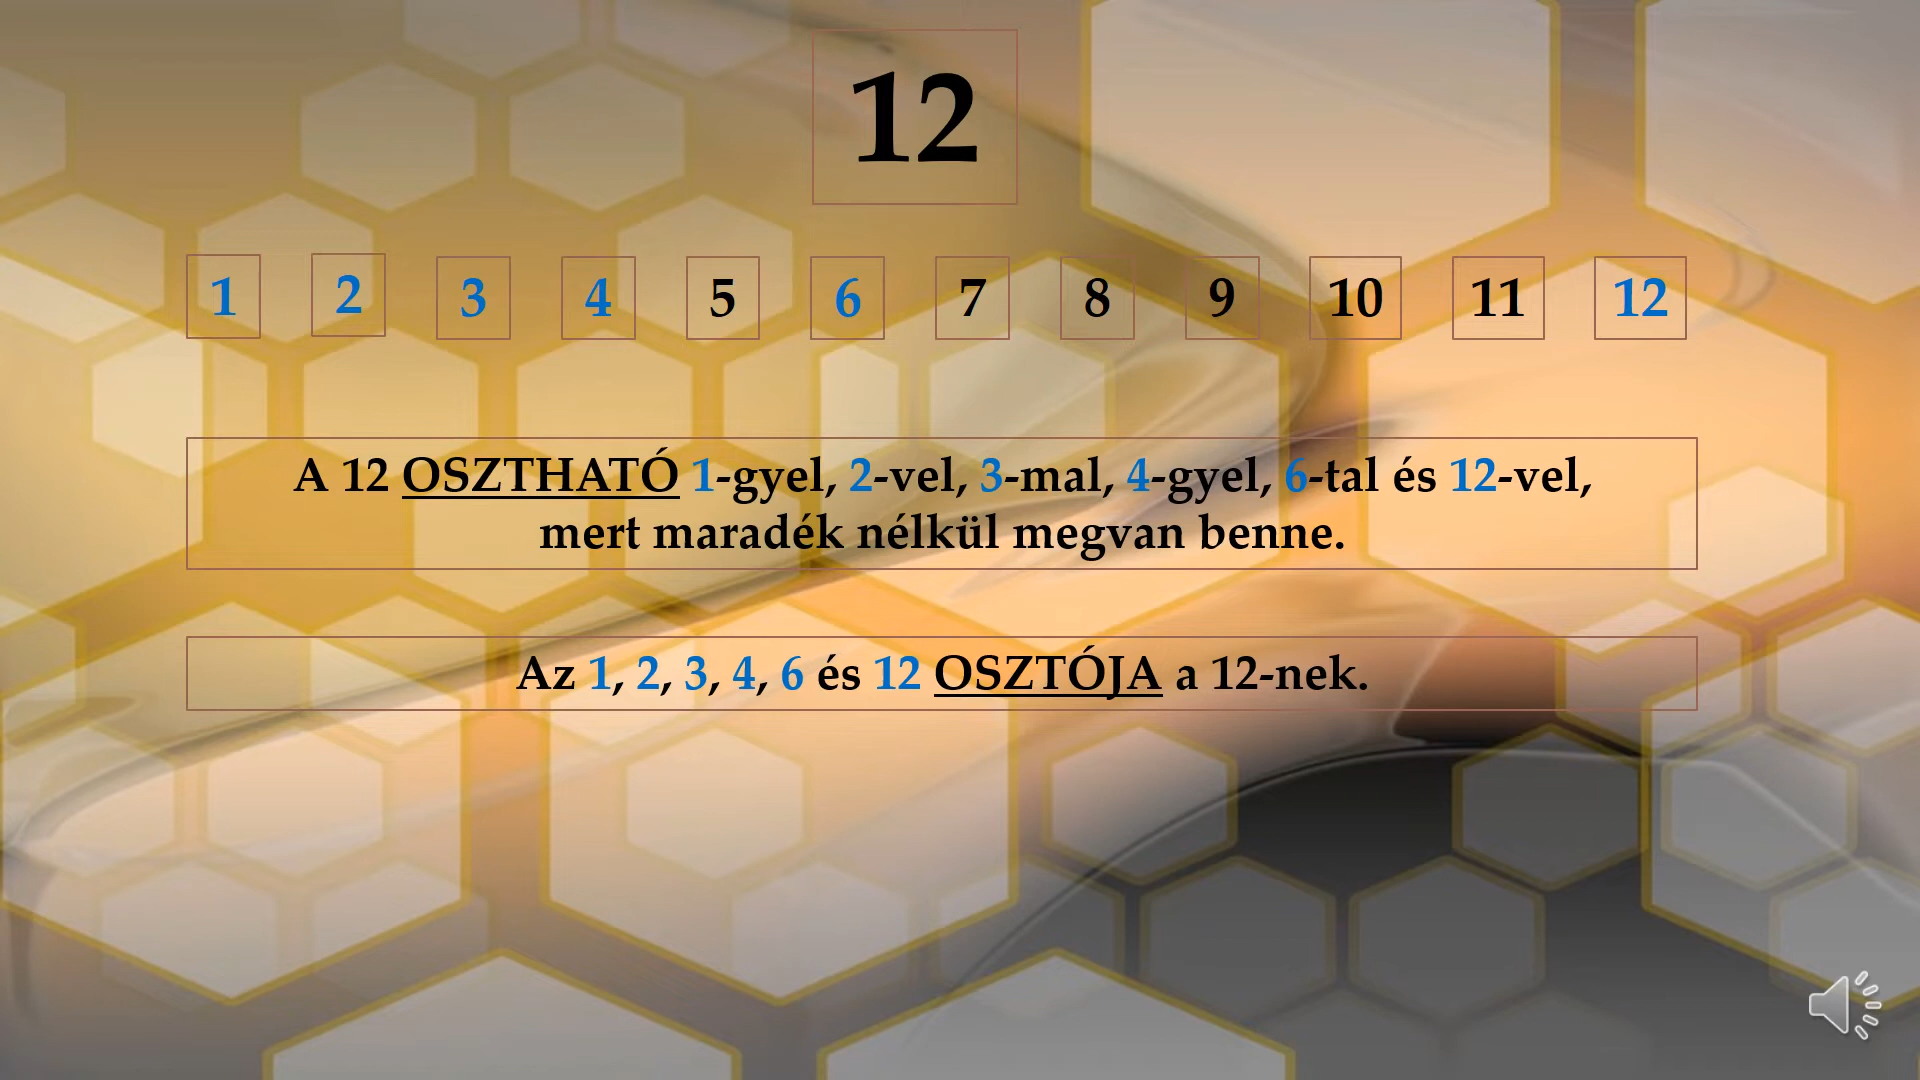 12
1 2 3 4 5 6 7 8 9 10 11 12
A 12 OSZTHATÓ 1-gyel, 2-vel, 3-mal, 4-gyel, 6-tal és 12-vel,
mert maradék nélkül megvan benne.
Az 1, 2, 3, 4, 6 és 12 OSZTÓJA a 12-nek.